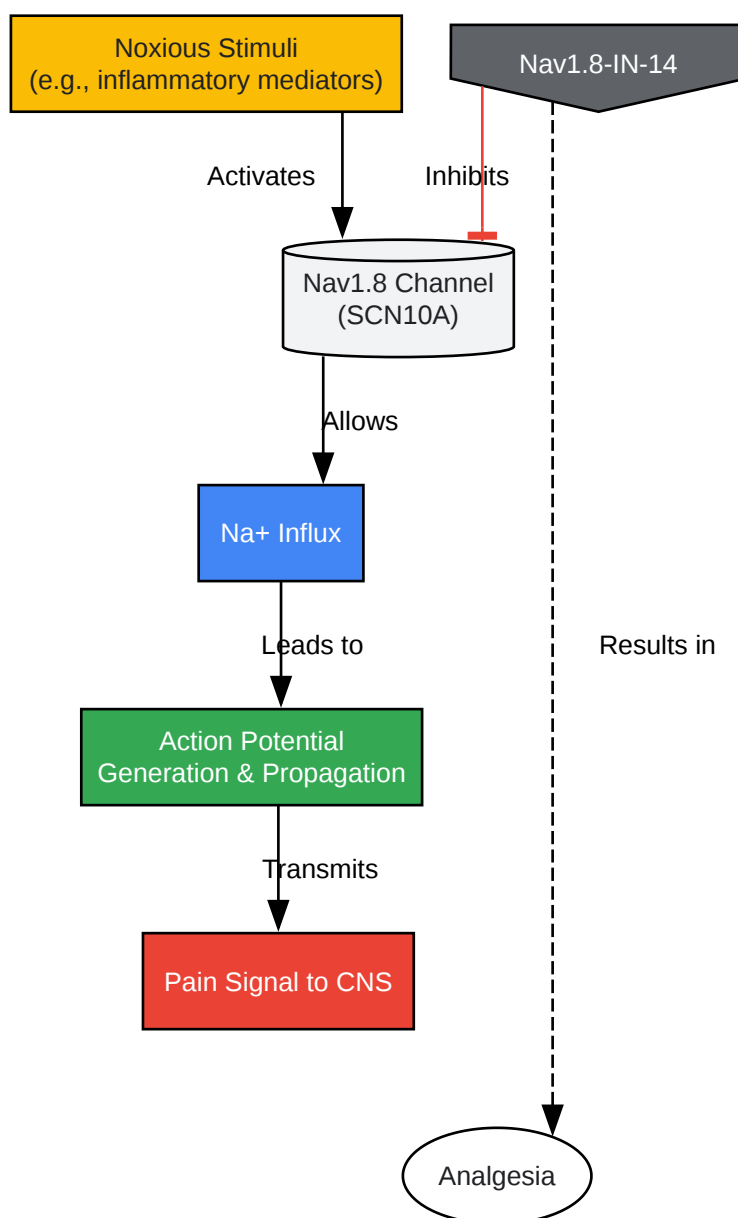 Noxious Stimuli
(e.g., inflammatory mediators)
Nav1.8-IN-14
Activates
Inhibits
Nav1.8 Channel
(SCN10A)
Allows
Na+ Influx
Leads to
Results in
Action Potential
Generation & Propagation
Transmits
Pain Signal to CNS
Analgesia